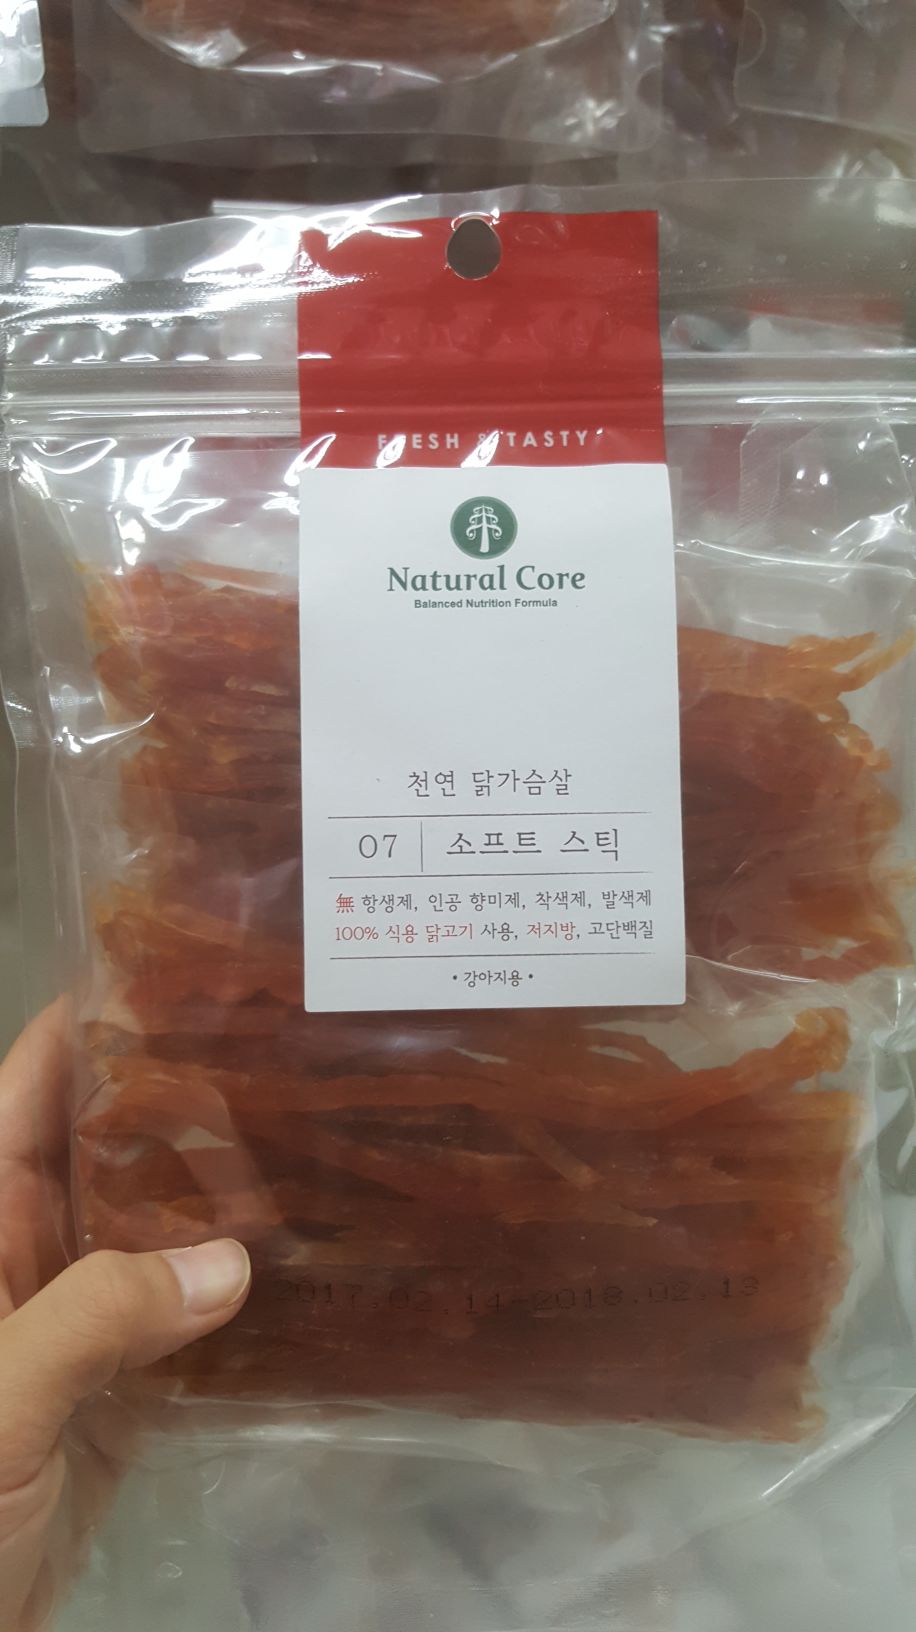 FRESH & TASTY
Natural Core
Balanced Nutrition Formula
천연 닭가슴살
07 소프트 스틱
無 항생제, 인공 향미제, 착색제, 발색제
100% 식용 닭고기 사용, 저지방, 고단백질
• 강아지용 •
2017.02.14-2018.02.13